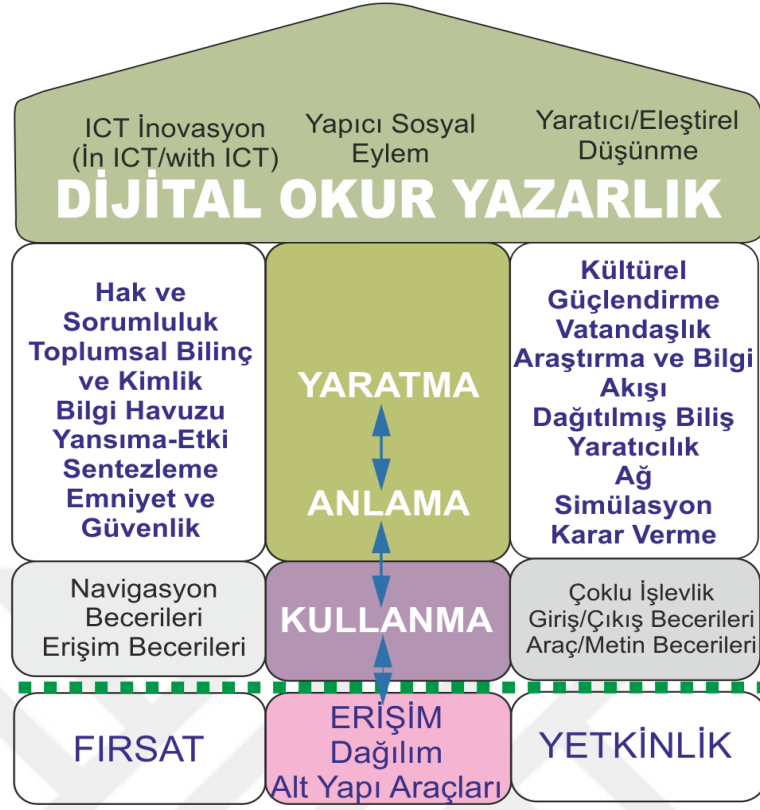 ICT İnovasyon
(İn ICT/with ICT)
Yapıcı Sosyal
Eylem
Yaratıcı/Eleştirel
Düşünme
DİJİTAL OKUR YAZARLIK
Hak ve
Sorumluluk
Toplumsal Bilinç
ve Kimlik
Bilgi Havuzu
Yansıma-Etki
Sentezleme
Emniyet ve
Güvenlik
YARATMA
ANLAMA
Kültürel
Güçlendirme
Vatandaşlık
Araştırma ve Bilgi
Akışı
Dağıtılmış Biliş
Yaratıcılık
Ağ
Simülasyon
Karar Verme
Navigasyon
Becerileri
Erişim Becerileri
KULLANMA
Çoklu İşlevlik
Giriş/Çıkış Becerileri
Araç/Metin Becerileri
FIRSAT
ERİŞİM
Dağılım
Alt Yapı Araçları
YETKİNLİK